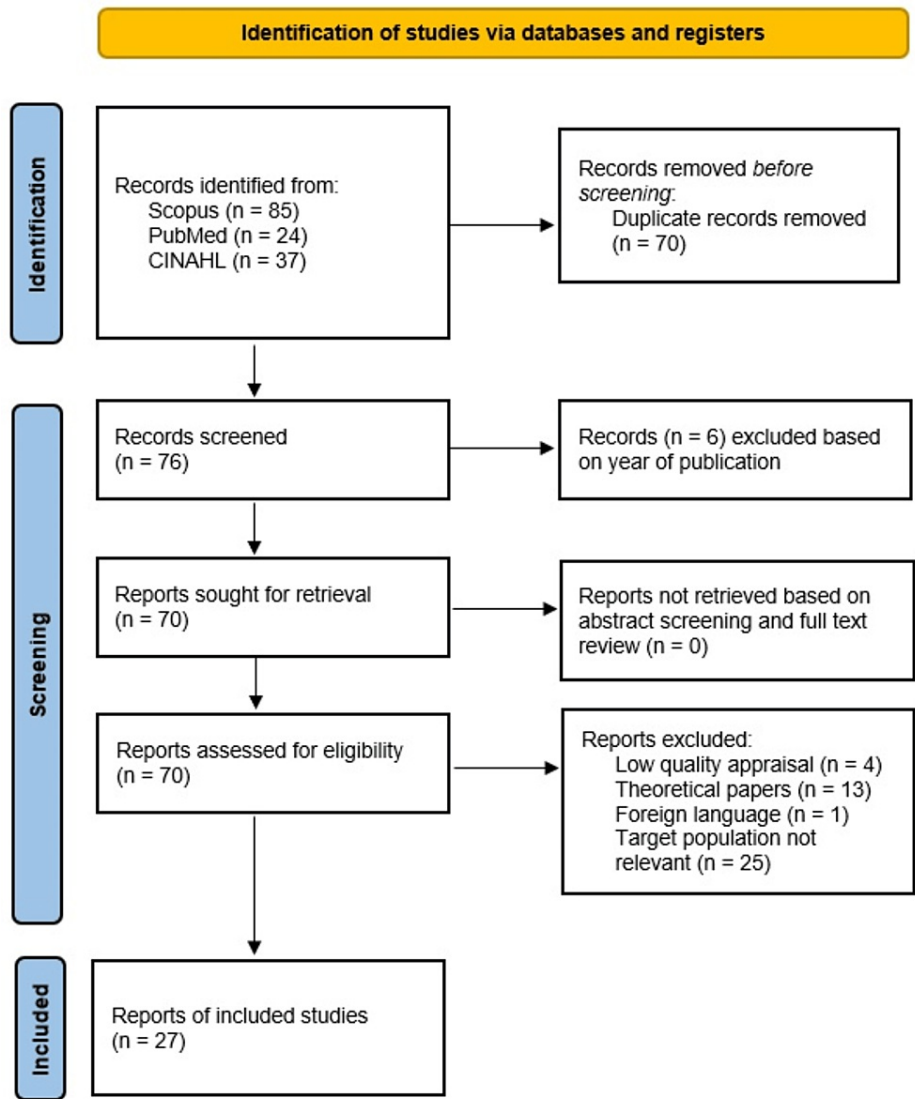 Identification of studies via databases and registers
Identification
Records identified from:
Scopus (n = 85)
PubMed (n = 24)
CINAHL (n = 37)
Records removed before
screening:
Duplicate records removed
(n = 70)
Screening
Records screened
(n = 76)
Records (n = 6) excluded based
on year of publication
Reports sought for retrieval
(n = 70)
Reports not retrieved based on
abstract screening and full text
review (n = 0)
Reports assessed for eligibility
(n = 70)
Reports excluded:
Low quality appraisal (n = 4)
Theoretical papers (n = 13)
Foreign language (n = 1)
Target population not
relevant (n = 25)
Included
Reports of included studies
(n = 27)